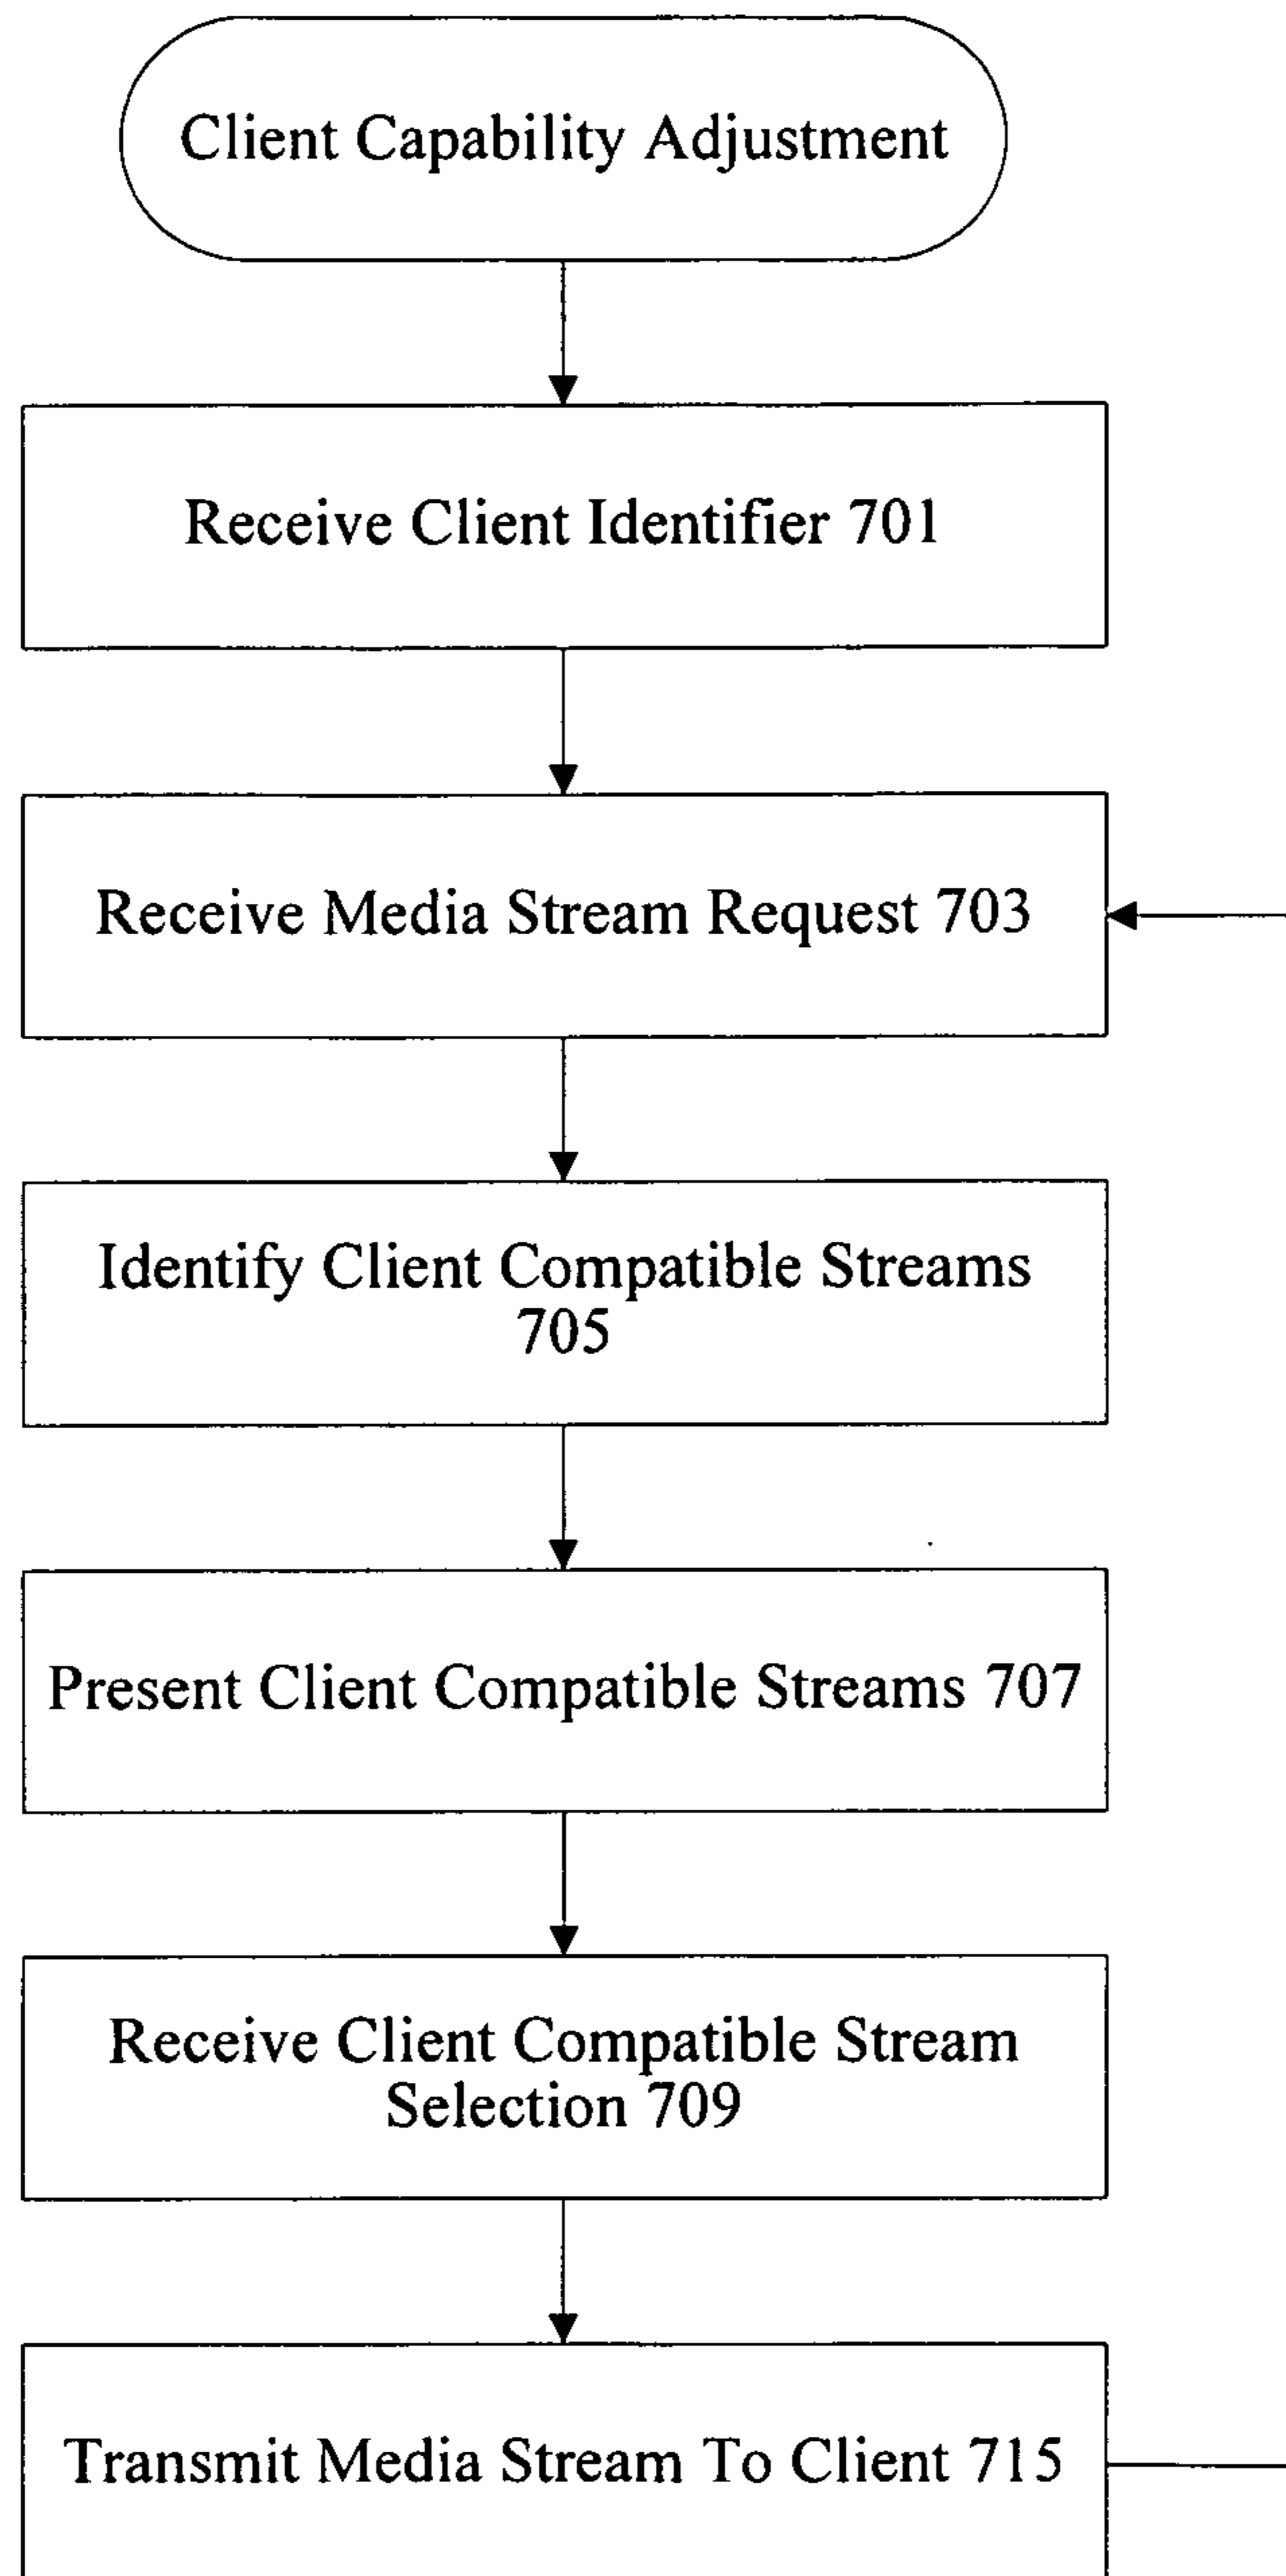 Client Capability Adjustment
Receive Client Identifier 701
Receive Media Stream Request 703
Identify Client Compatible Streams
705
Present Client Compatible Streams 707
Receive Client Compatible Stream
Selection 709
Transmit Media Stream To Client 715